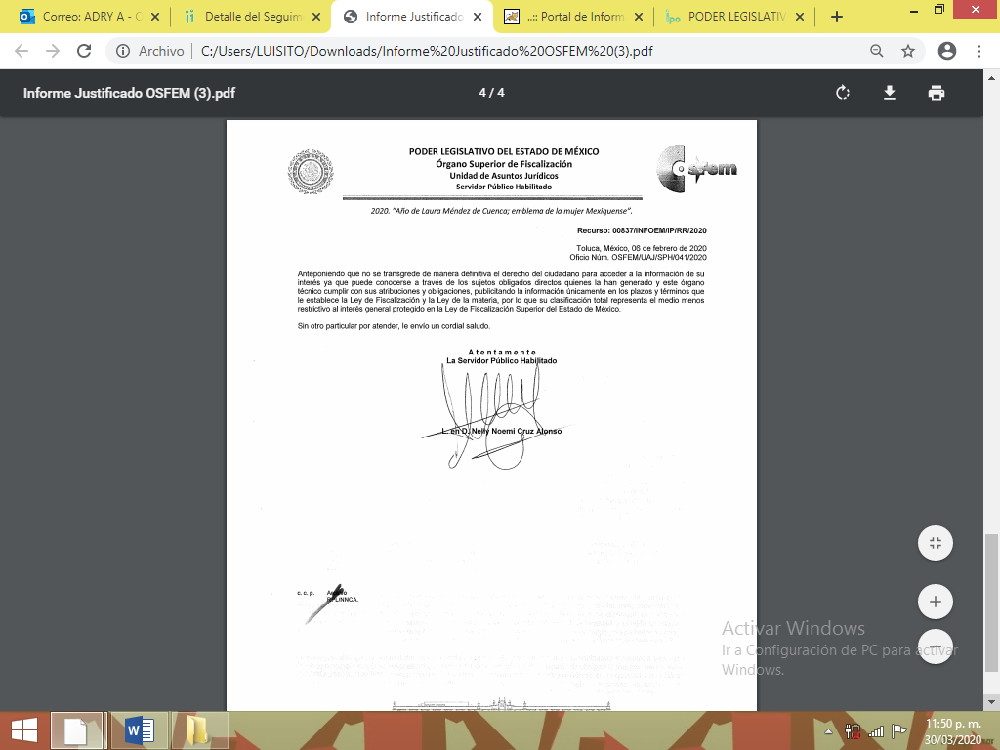 Correo: ADRY A - C
Detalle del Seguim
Informe Justificado
..:: Portal de Inform
PODER LEGISLATIV
Archivo | C:/Users/LUISITO/Downloads/Informe%20Justificado%20OSFEM%20(3).pdf
Informe Justificado OSFEM (3).pdf
4 / 4
PODER LEGISLATIVO DEL ESTADO DE MÉXICO
Órgano Superior de Fiscalización
Unidad de Asuntos Jurídicos
Servidor Público Habilitado
osfem
2020. "Año de Laura Méndez de Cuenca; emblema de la mujer Mexiquense".
Recurso: 00837/INFOEM/IP/RR/2020
Toluca, México, 06 de febrero de 2020
Oficio Núm. OSFEM/UAJ/SPH/041/2020
Anteponiendo que no se transgrede de manera definitiva el derecho del ciudadano para acceder a la información de su
interés ya que puede conocerse a través de los sujetos obligados directos quienes la han generado y este órgano
técnico cumplir con sus atribuciones y obligaciones, publicitando la información únicamente en los plazos y términos que
le establece la Ley de Fiscalización y la Ley de la materia, por lo que su clasificación total representa el medio menos
restrictivo al interés general protegido en la Ley de Fiscalización Superior del Estado de México.
Sin otro particular por atender, le envío un cordial saludo.
A t e n t a m e n t e
La Servidor Público Habilitado
L. en D. Nelly Noemi Cruz Alonso
c. c. p.
Activar Windows
Ir a Configuración de PC para activar
Windows.
11:50 p. m.
30/03/2020